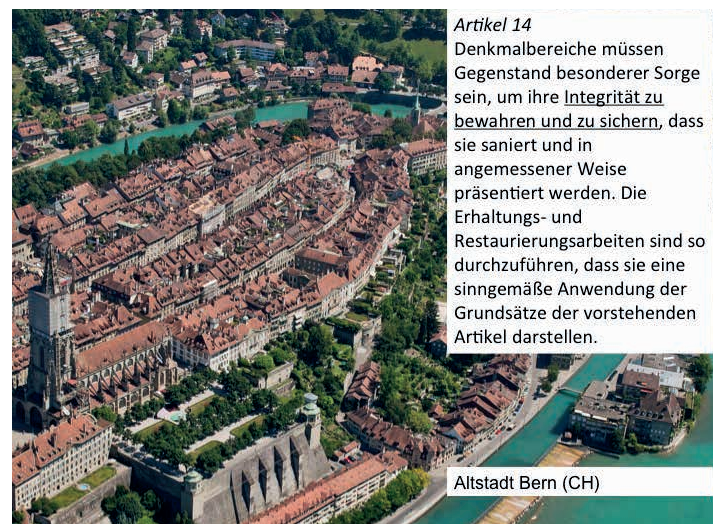 Artikel 14
Denkmalbereiche müssen
Gegenstand besonderer Sorge
sein, um ihre Integrität zu
bewahren und zu sichern, dass
sie saniert und in
angemessener Weise
präsentiert werden. Die
Erhaltungs- und
Restaurierungsarbeiten sind so
durchzuführen, dass sie eine
sinngemäße Anwendung der
Grundsätze der vorstehenden
Artikel darstellen.
Altstadt Bern (CH)